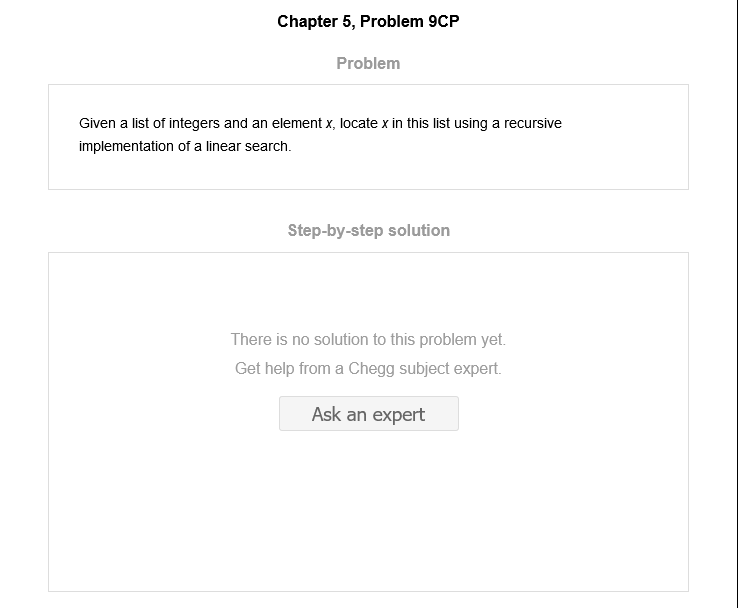 Chapter 5, Problem 9CP
Problem
Given a list of integers and an element x, locate x in this list using a recursive
implementation of a linear search.
Step-by-step solution
There is no solution to this problem yet.
Get help from a Chegg subject expert.
Ask an expert